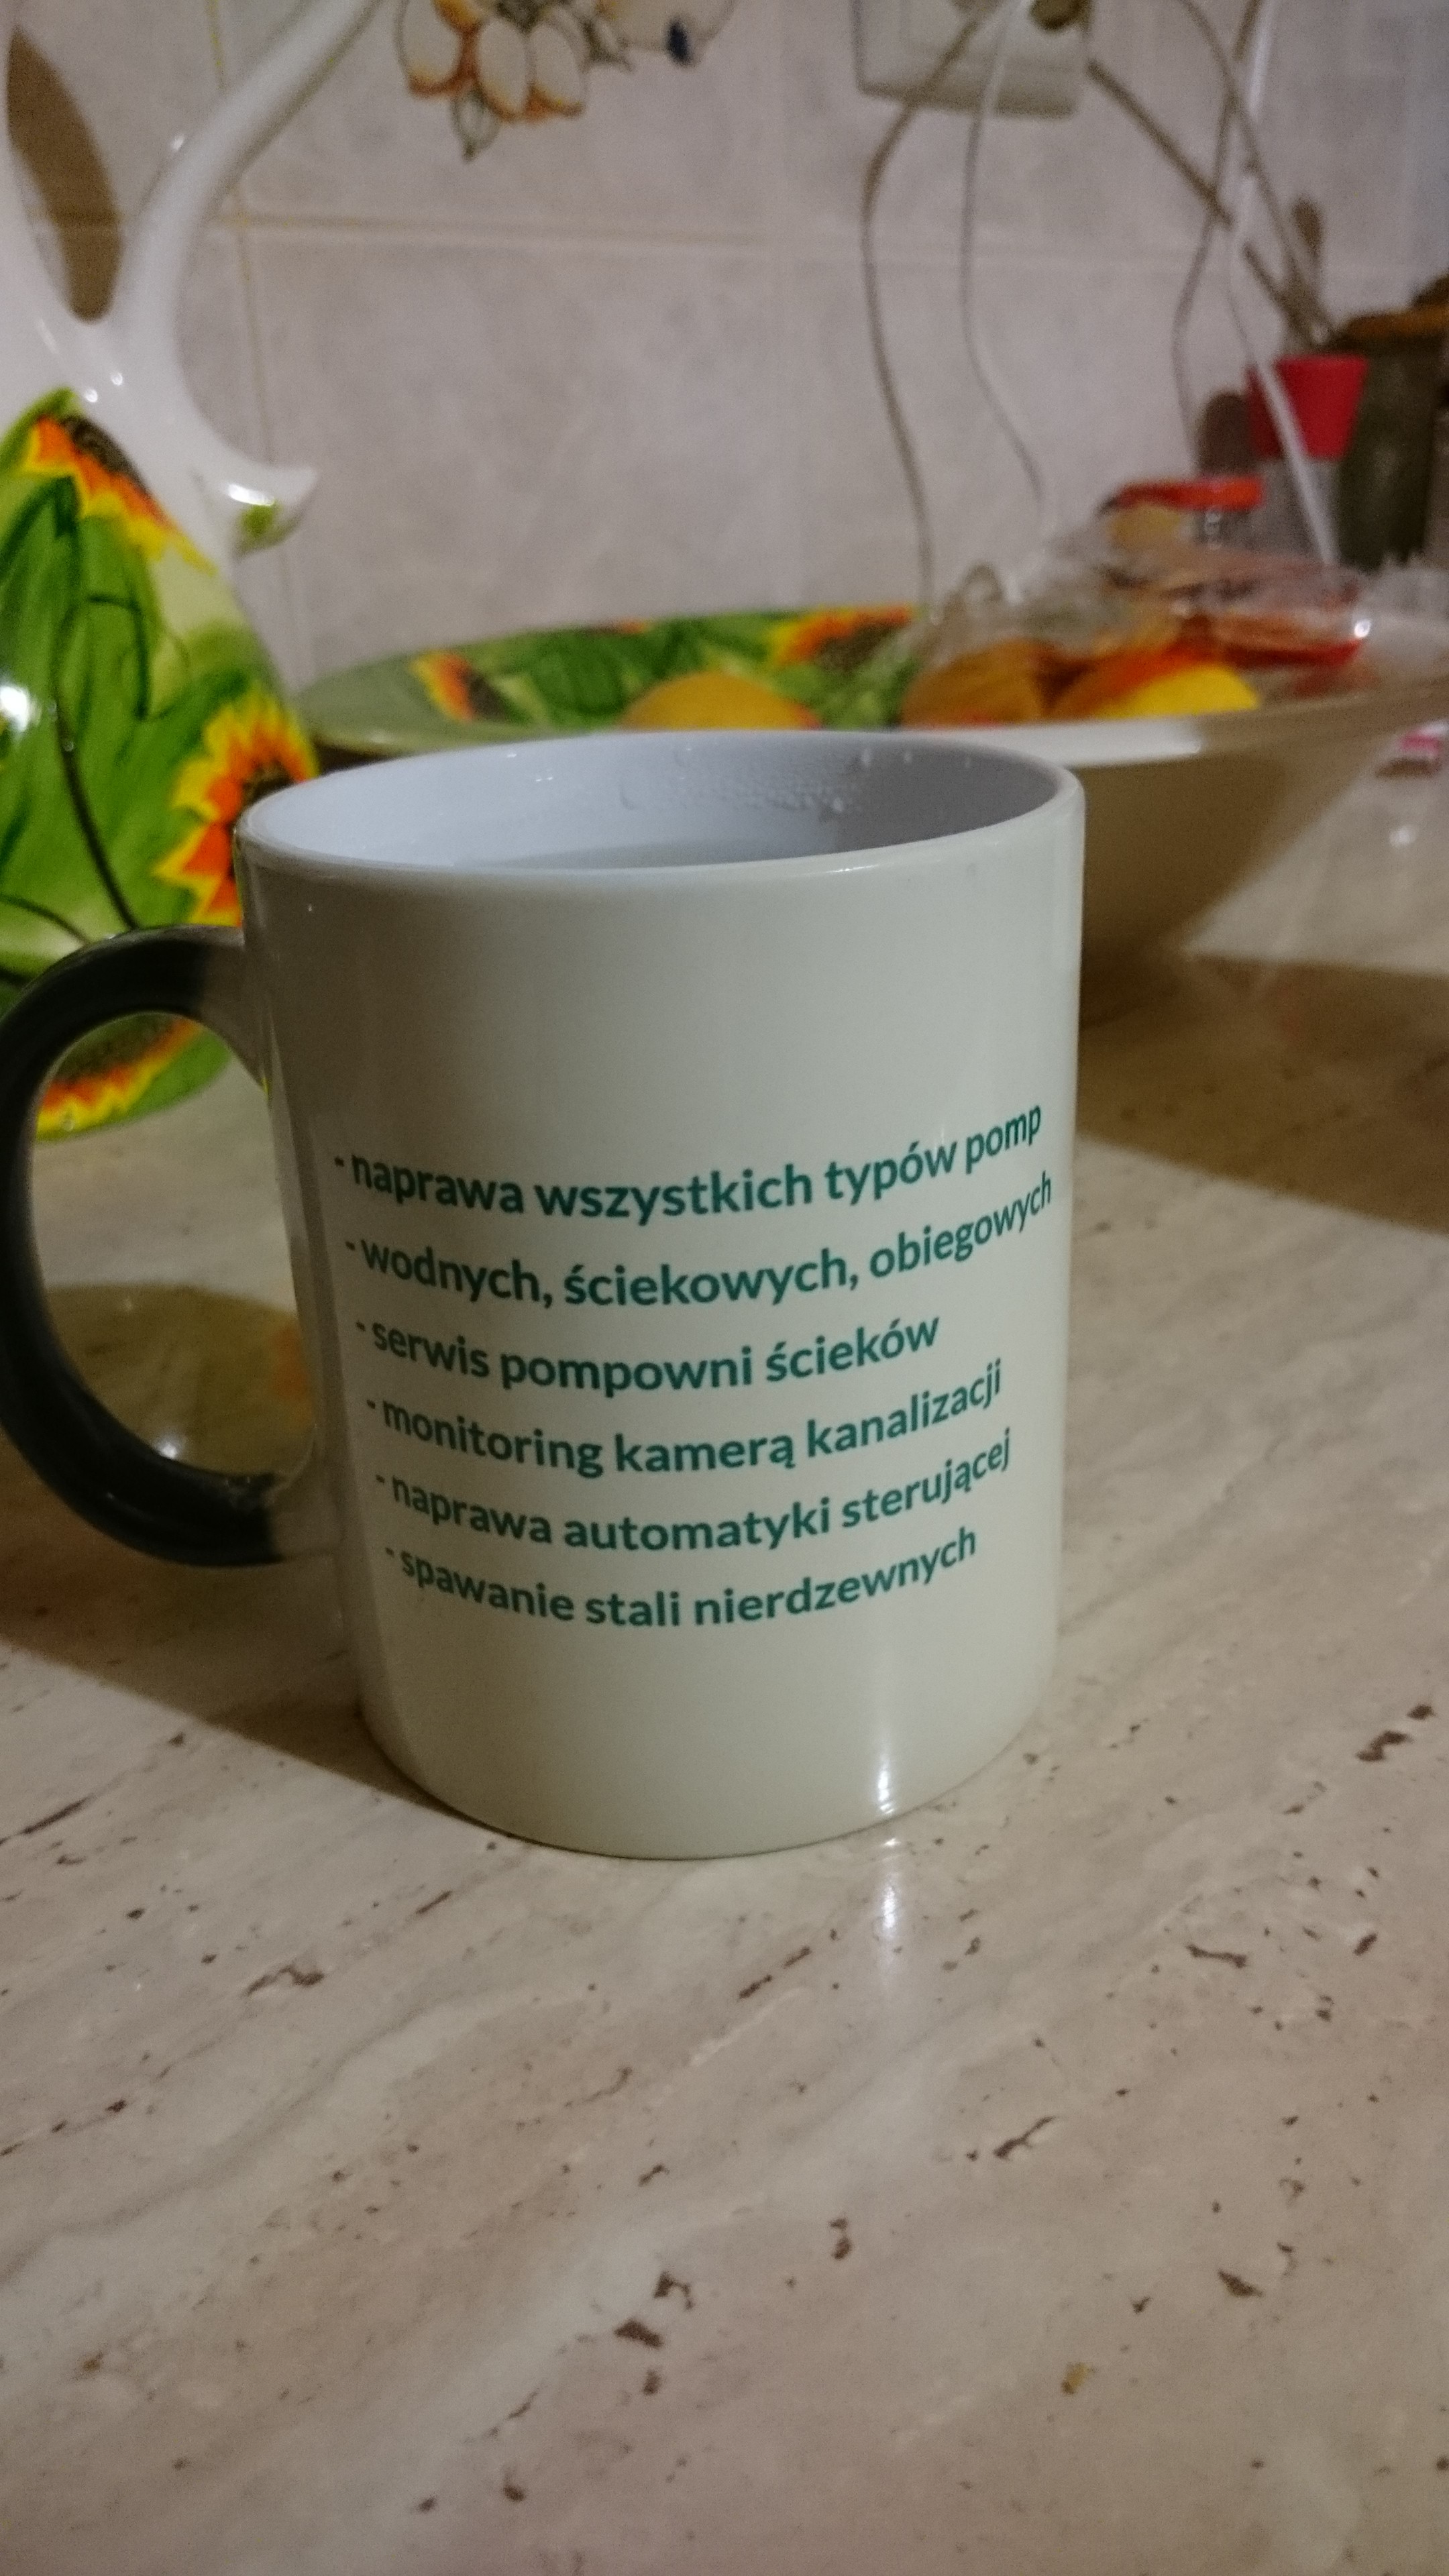 - naprawa wszystkich typów pomp
- wodnych, ściekowych, obiegowych
- serwis pompowni ścieków
- monitoring kamerą kanalizacji
- naprawa automatyki sterującej
- spawanie stali nierdzewnych